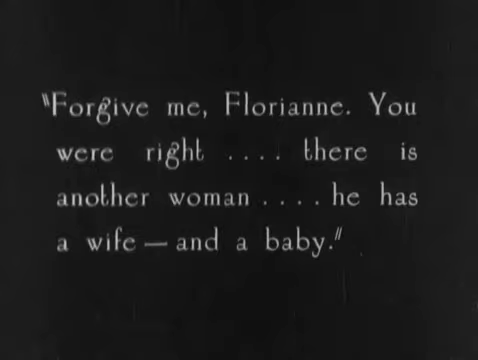 "Forgive me, Florianne. You
were right .... there is
another woman .... he has
a wife — and a baby."